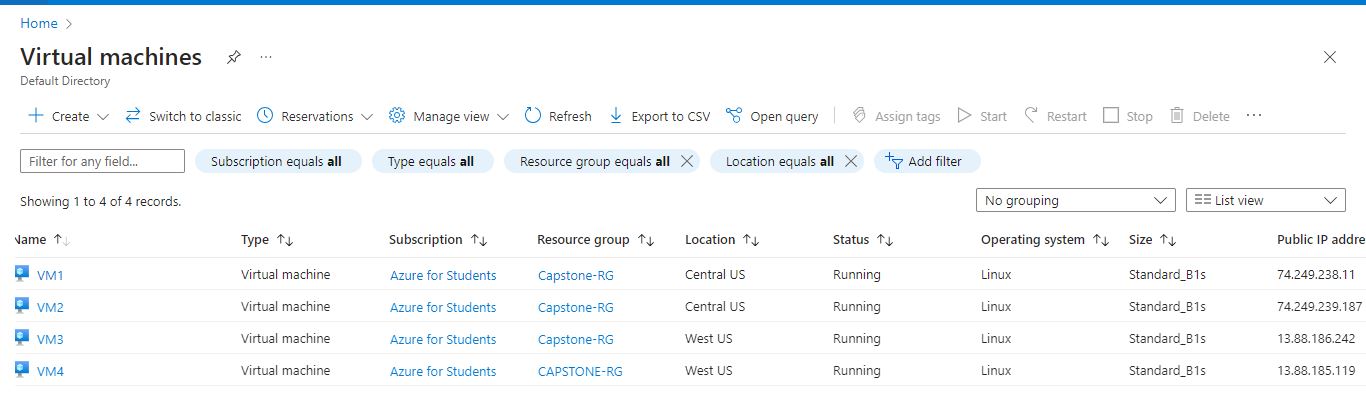 Home
Virtual machines
Default Directory
Create Switch to classic Reservations Manage view Refresh Export to CSV Open query Assign tags Start Restart Stop Delete
Filter for any field... Subscription equals all Type equals all Resource group equals all Location equals all Add filter
Showing 1 to 4 of 4 records. No grouping List view
Name Type Subscription Resource group Location Status Operating system Size Public IP addre
VM1 Virtual machine Azure for Students Capstone-RG Central US Running Linux Standard_B1s 74.249.238.11
VM2 Virtual machine Azure for Students Capstone-RG Central US Running Linux Standard_B1s 74.249.239.187
VM3 Virtual machine Azure for Students Capstone-RG West US Running Linux Standard_B1s 13.88.186.242
VM4 Virtual machine Azure for Students CAPSTONE-RG West US Running Linux Standard_B1s 13.88.185.119